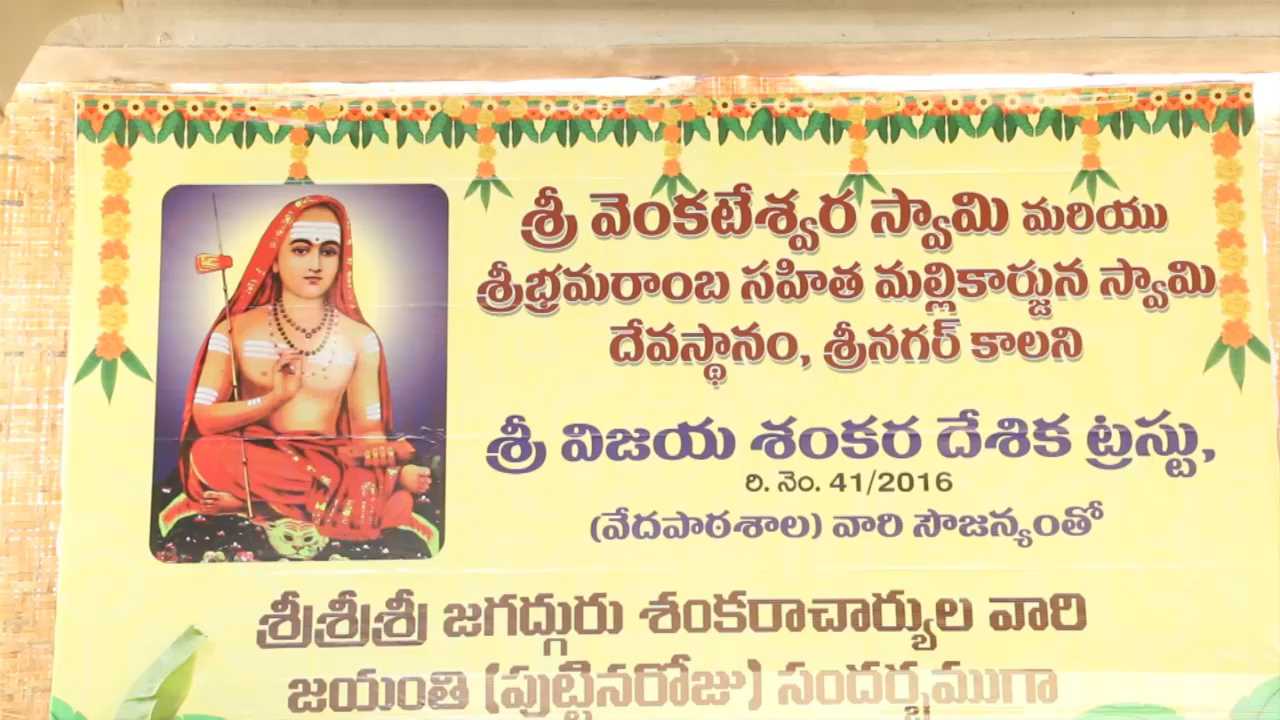 శ్రీ వెంకటేశ్వర స్వామి మరియు
శ్రీభ్రమరాంబ సహిత మల్లికార్జున స్వామి
దేవస్థానం, శ్రీనగర్ కాలని
శ్రీ విజయ శంకర దేశిక ట్రస్టు,
రి. నెం. 41/2016
(వేదపాఠశాల) వారి సౌజన్యంతో
శ్రీశ్రీశ్రీ జగద్గురు శంకరాచార్యుల వారి
జయంతి (పుట్టినరోజు) సందర్భముగా